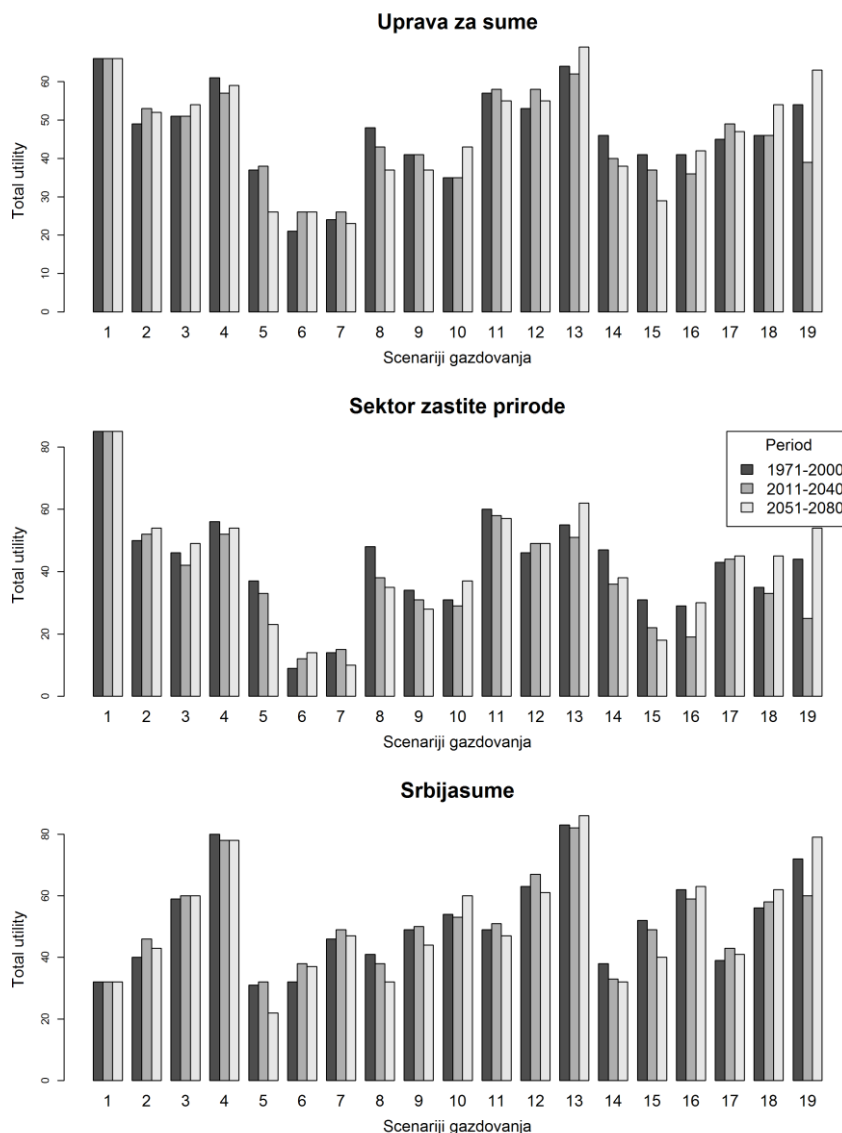 Uprava za sume
Total utility
0 10 20 30 40 50 60
1 2 3 4 5 6 7 8 9 10 11 12 13 14 15 16 17 18 19
Scenariji gazdovanja
Sektor zastite prirode
Total utility
0 20 40 60 80
Period
1971-2000
2011-2040
2051-2080
1 2 3 4 5 6 7 8 9 10 11 12 13 14 15 16 17 18 19
Scenariji gazdovanja
Srbijasume
Total utility
0 20 40 60 80
1 2 3 4 5 6 7 8 9 10 11 12 13 14 15 16 17 18 19
Scenariji gazdovanja